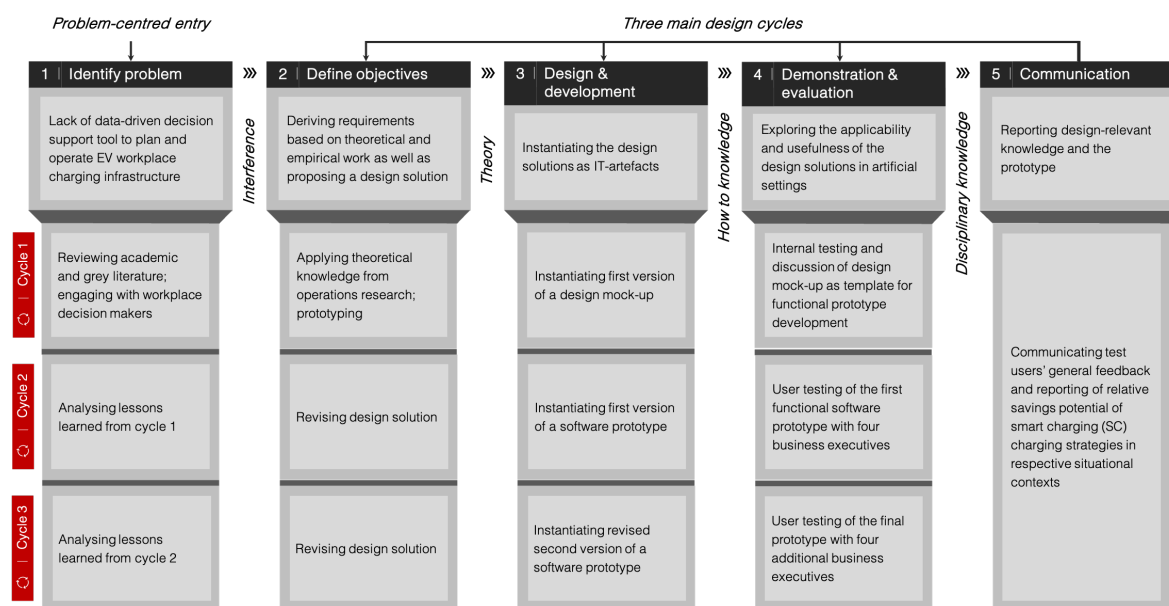 Problem-centred entry
Three main design cycles
1 | Identify problem
2 | Define objectives
3 | Design &
development
4 | Demonstration &
evaluation
5 | Communication
Lack of data-driven decision
support tool to plan and
operate EV workplace
charging infrastructure
Interference
Deriving requirements
based on theoretical and
empirical work as well as
proposing a design solution
Theory
Instantiating the design
solutions as IT-artefacts
How to knowledge
Exploring the applicability
and usefulness of the
design solutions in artificial
settings
Disciplinary knowledge
Reporting design-relevant
knowledge and the
prototype
Cycle 1
Reviewing academic
and grey literature;
engaging with workplace
decision makers
Applying theoretical
knowledge from
operations research;
prototyping
Instantiating first version
of a design mock-up
Internal testing and
discussion of design
mock-up as template for
functional prototype
development
Cycle 2
Analysing lessons
learned from cycle 1
Revising design solution
Instantiating first version
of a software prototype
User testing of the first
functional software
prototype with four
business executives
Communicating test
users' general feedback
and reporting of relative
savings potential of
smart charging (SC)
charging strategies in
respective situational
contexts
Cycle 3
Analysing lessons
learned from cycle 2
Revising design solution
Instantiating revised
second version of a
software prototype
User testing of the final
prototype with four
additional business
executives